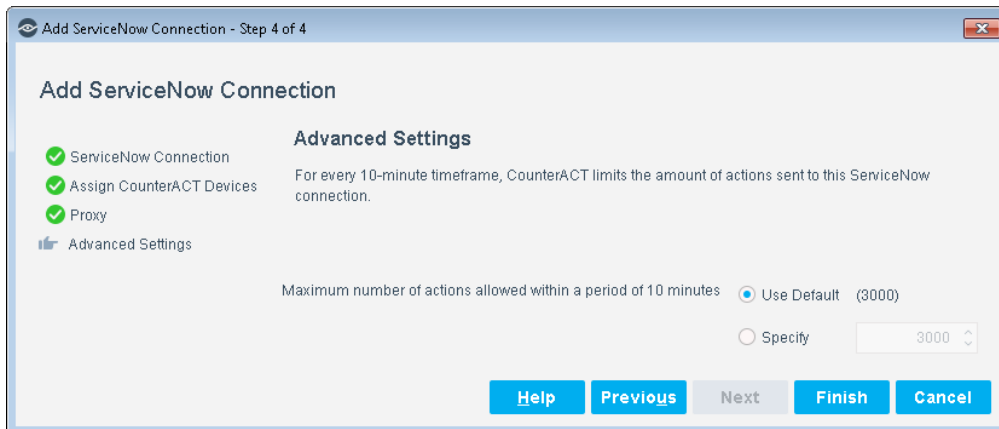 Add ServiceNow Connection - Step 4 of 4
Add ServiceNow Connection
ServiceNow Connection
Assign CounterACT Devices
Proxy
Advanced Settings
Advanced Settings
For every 10-minute timeframe, CounterACT limits the amount of actions sent to this ServiceNow
connection.
Maximum number of actions allowed within a period of 10 minutes
Use Default (3000)
Specify
3000
Help
Previous
Next
Finish
Cancel